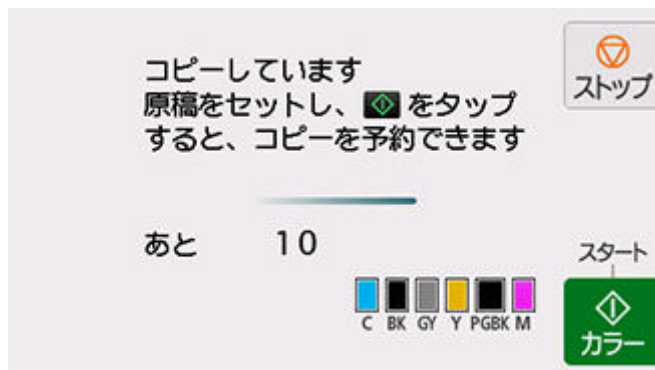 コピーしています
原稿をセットし、 をタップ
すると、コピーを予約できます
ストップ
あと 10
スタート
C BK GY Y PGBK M
カラー